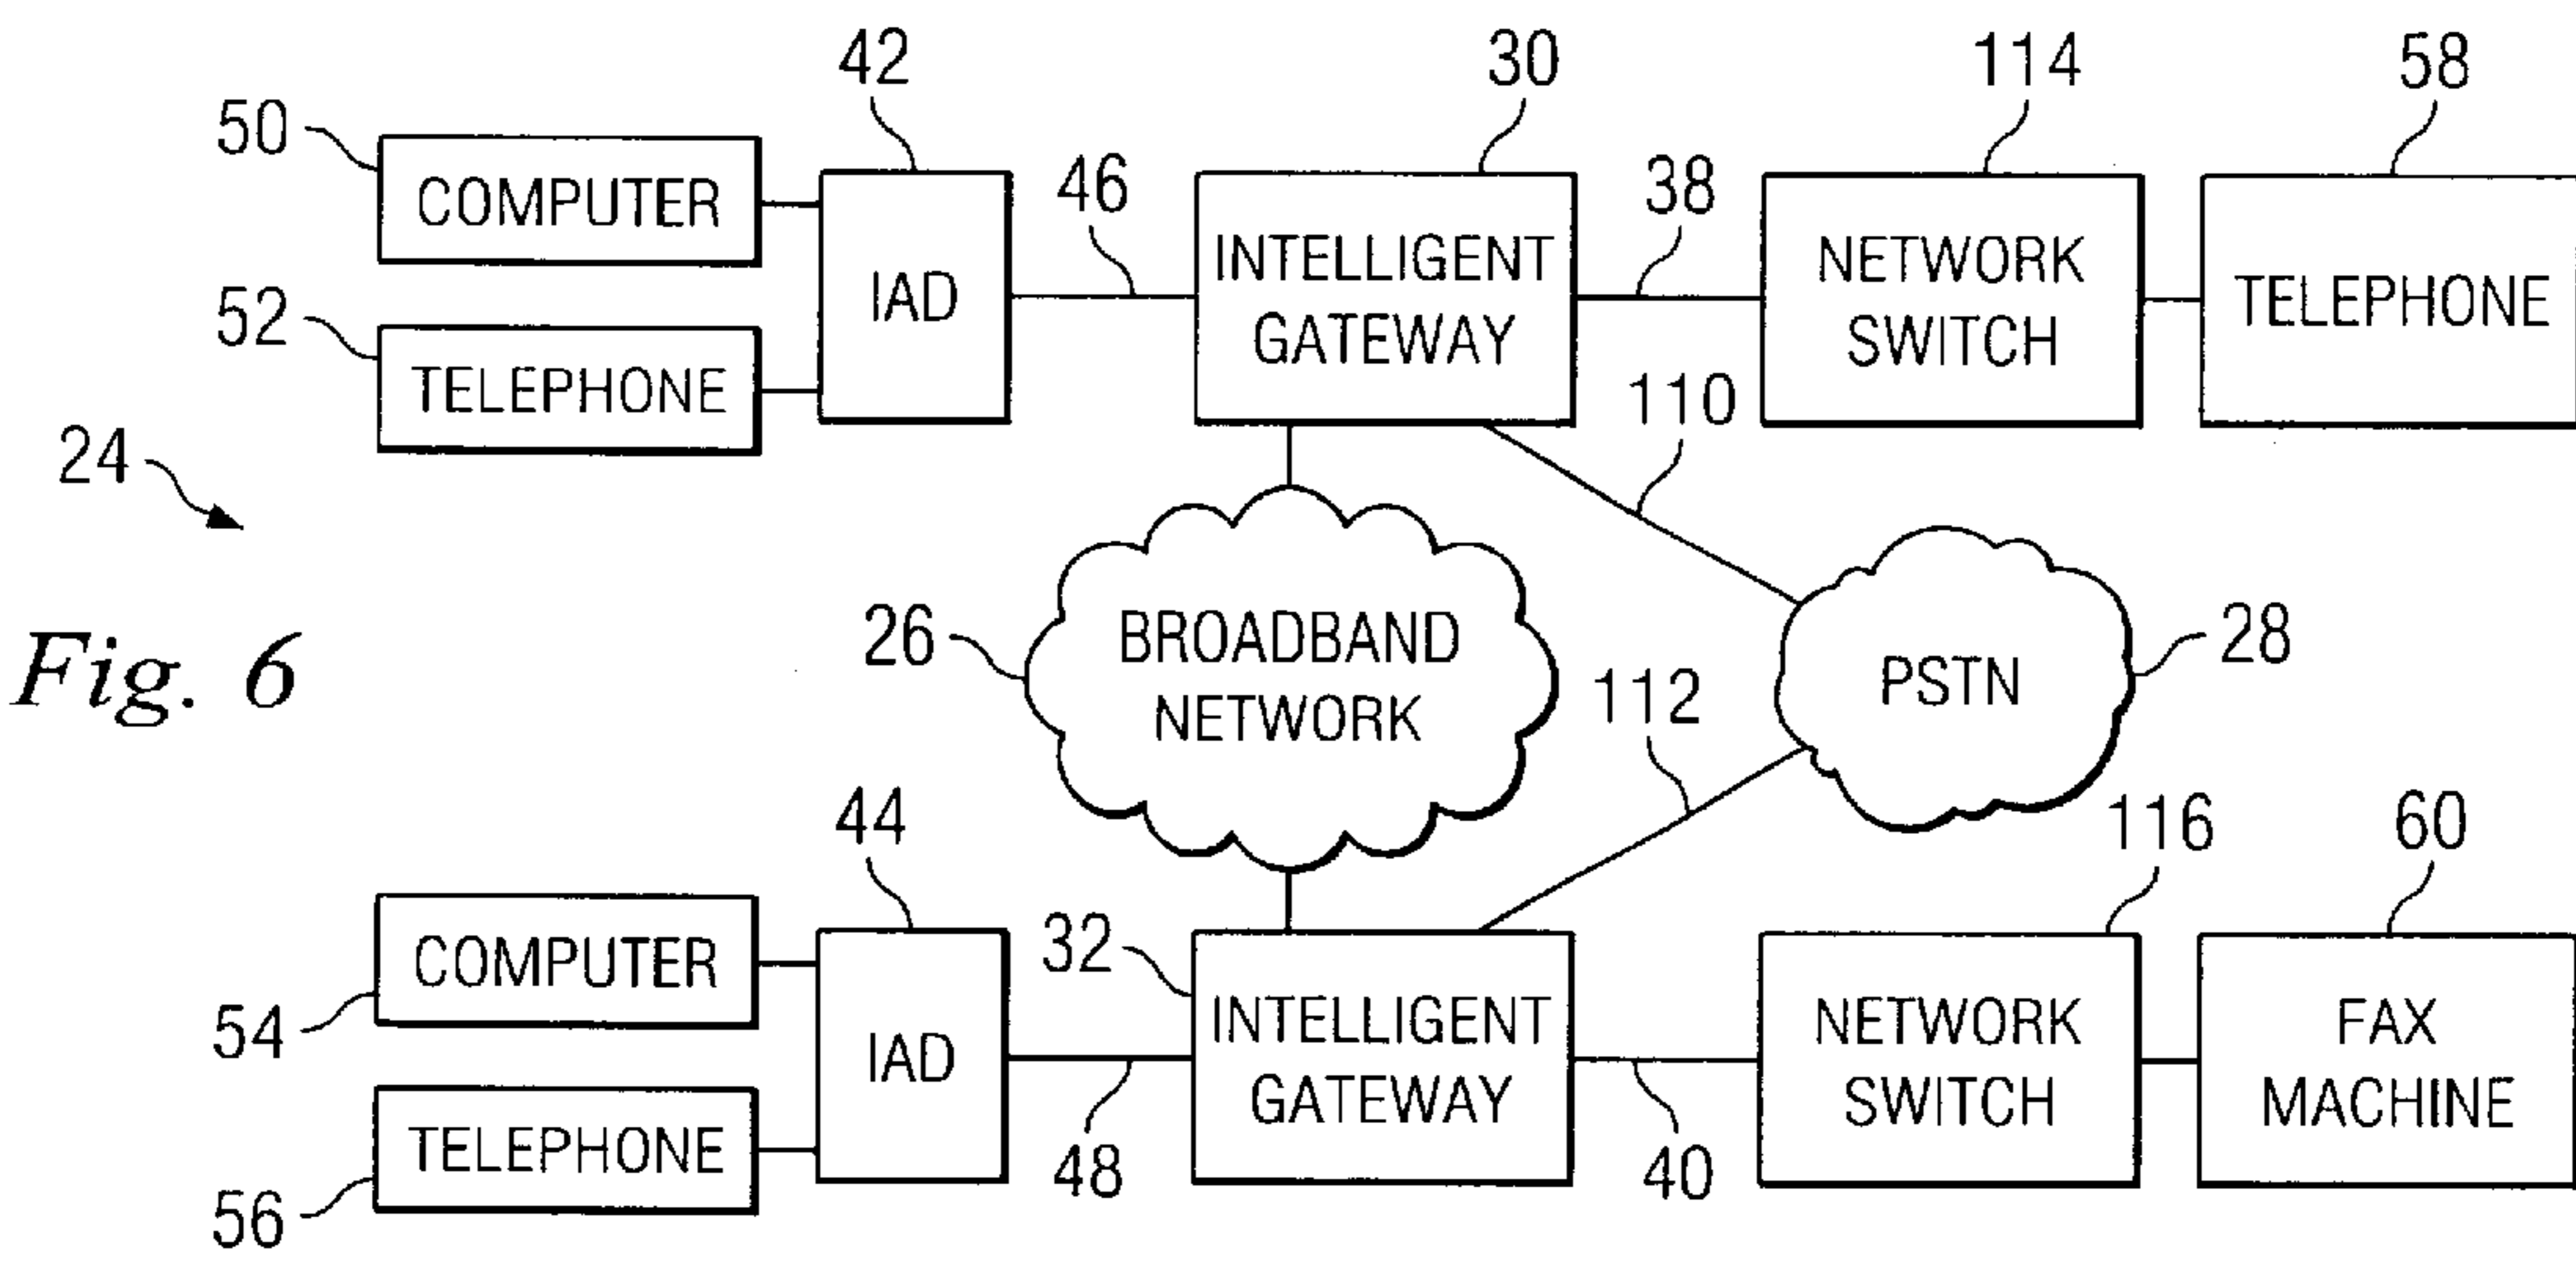 42
30
114
58
50
COMPUTER
46
38
IAD
INTELLIGENT
GATEWAY
NETWORK
SWITCH
TELEPHONE
52
TELEPHONE
110
24
Fig. 6
26
BROADBAND
NETWORK
PSTN
28
112
44
116
60
32
COMPUTER
54
IAD
INTELLIGENT
GATEWAY
NETWORK
SWITCH
FAX
MACHINE
TELEPHONE
56
48
40